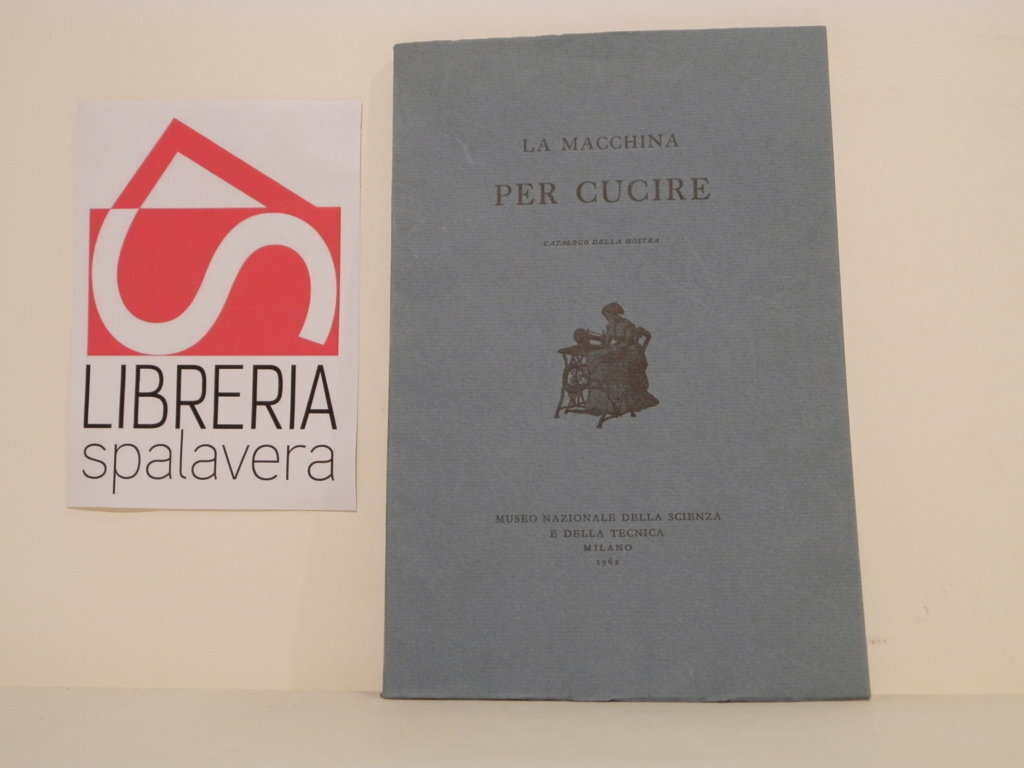 LIBRERIA
spalavera
LA MACCHINA
PER CUCIRE
CATALOGO DELLA MOSTRA
MUSEO NAZIONALE DELLA SCIENZA
E DELLA TECNICA
MILANO